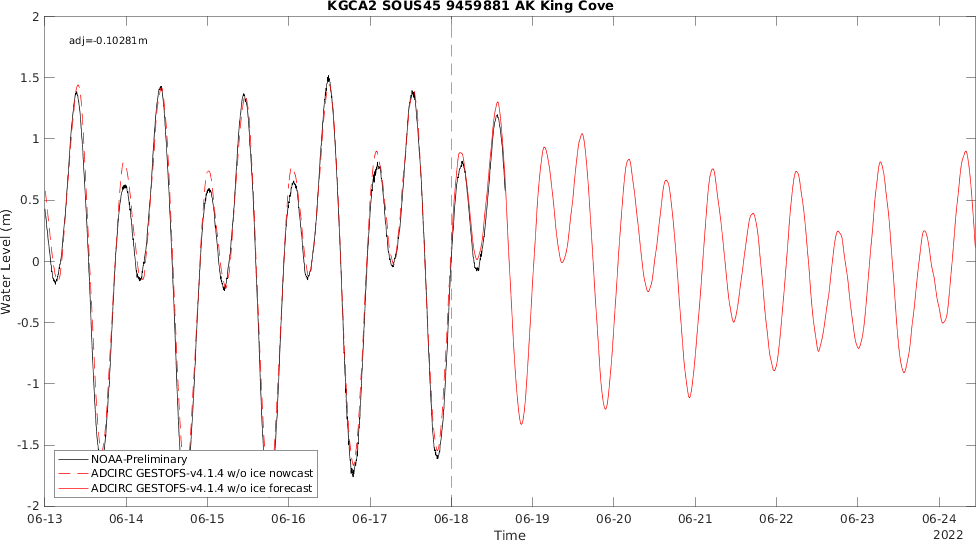 KGCA2 SOUS45 9459881 AK King Cove
adj=-0.10281m
2
1.5
1
0.5
0
-0.5
-1
-1.5
-2
Water Level (m)
NOAA-Preliminary
ADCIRC GESTOFS-v4.1.4 w/o ice nowcast
ADCIRC GESTOFS-v4.1.4 w/o ice forecast
06-13 06-14 06-15 06-16 06-17 06-18 06-19 06-20 06-21 06-22 06-23 06-24
2022
Time